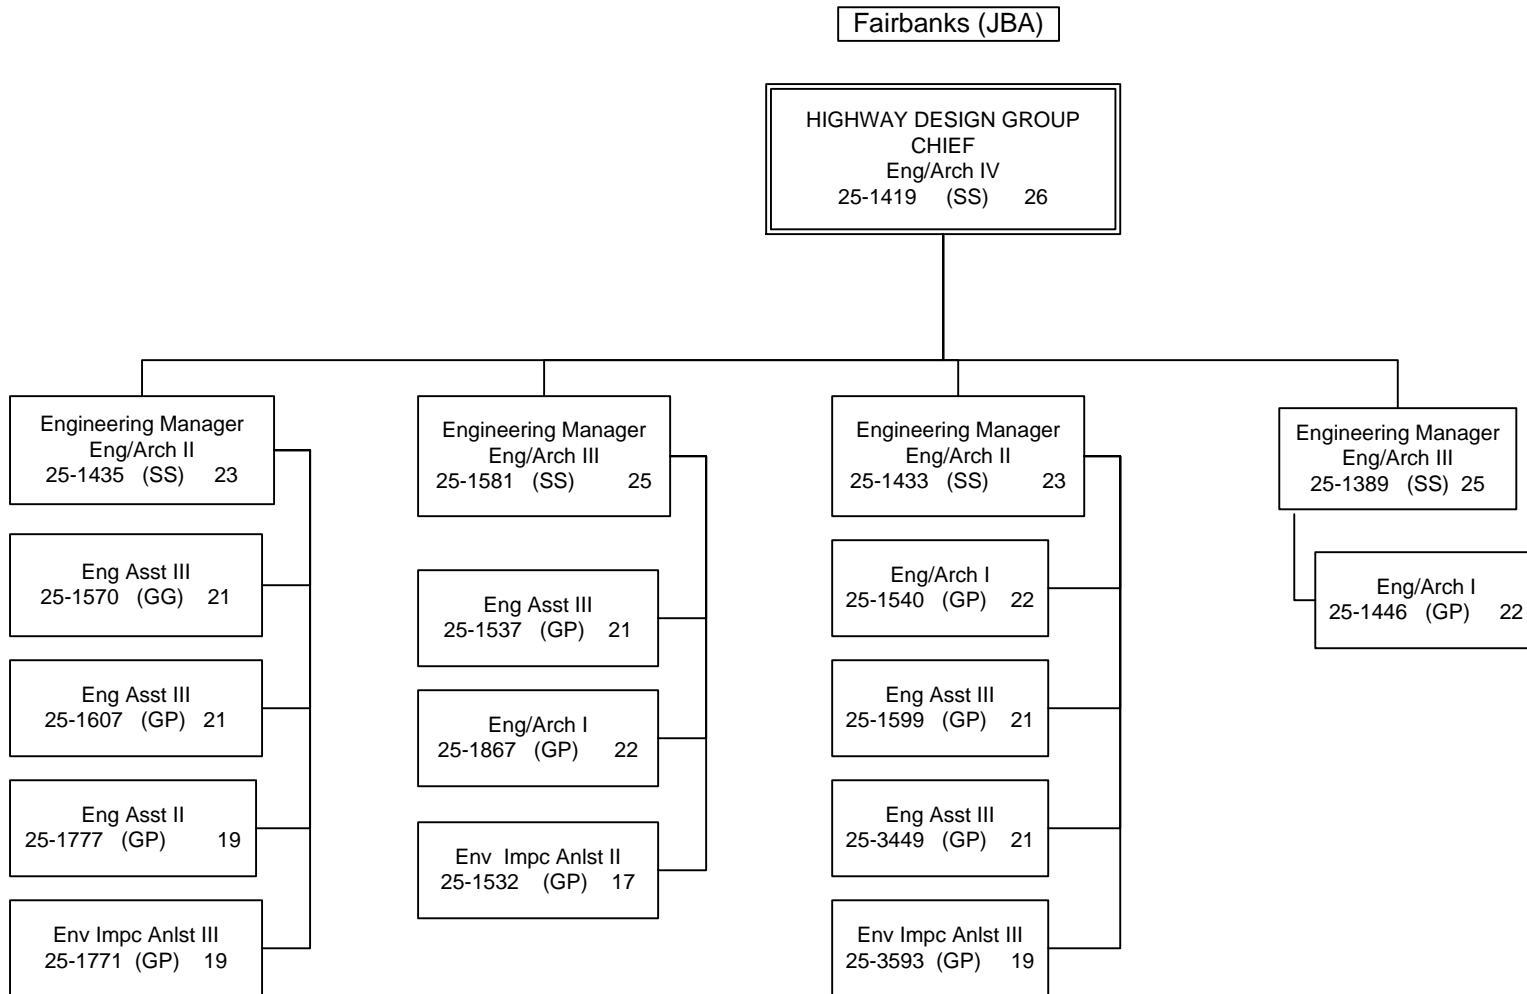 Fairbanks (JBA)
HIGHWAY DESIGN GROUP
CHIEF
Eng/Arch IV
25-1419 (SS) 26
Engineering Manager
Eng/Arch II
25-1435 (SS) 23
Eng Asst III
25-1570 (GG) 21
Eng Asst III
25-1607 (GP) 21
Eng Asst II
25-1777 (GP) 19
Env Impc Anlst III
25-1771 (GP) 19
Engineering Manager
Eng/Arch III
25-1581 (SS) 25
Eng Asst III
25-1537 (GP) 21
Eng/Arch I
25-1867 (GP) 22
Env Impc Anlst II
25-1532 (GP) 17
Engineering Manager
Eng/Arch II
25-1433 (SS) 23
Eng/Arch I
25-1540 (GP) 22
Eng Asst III
25-1599 (GP) 21
Eng Asst III
25-3449 (GP) 21
Env Impc Anlst III
25-3593 (GP) 19
Engineering Manager
Eng/Arch III
25-1389 (SS) 25
Eng/Arch I
25-1446 (GP) 22